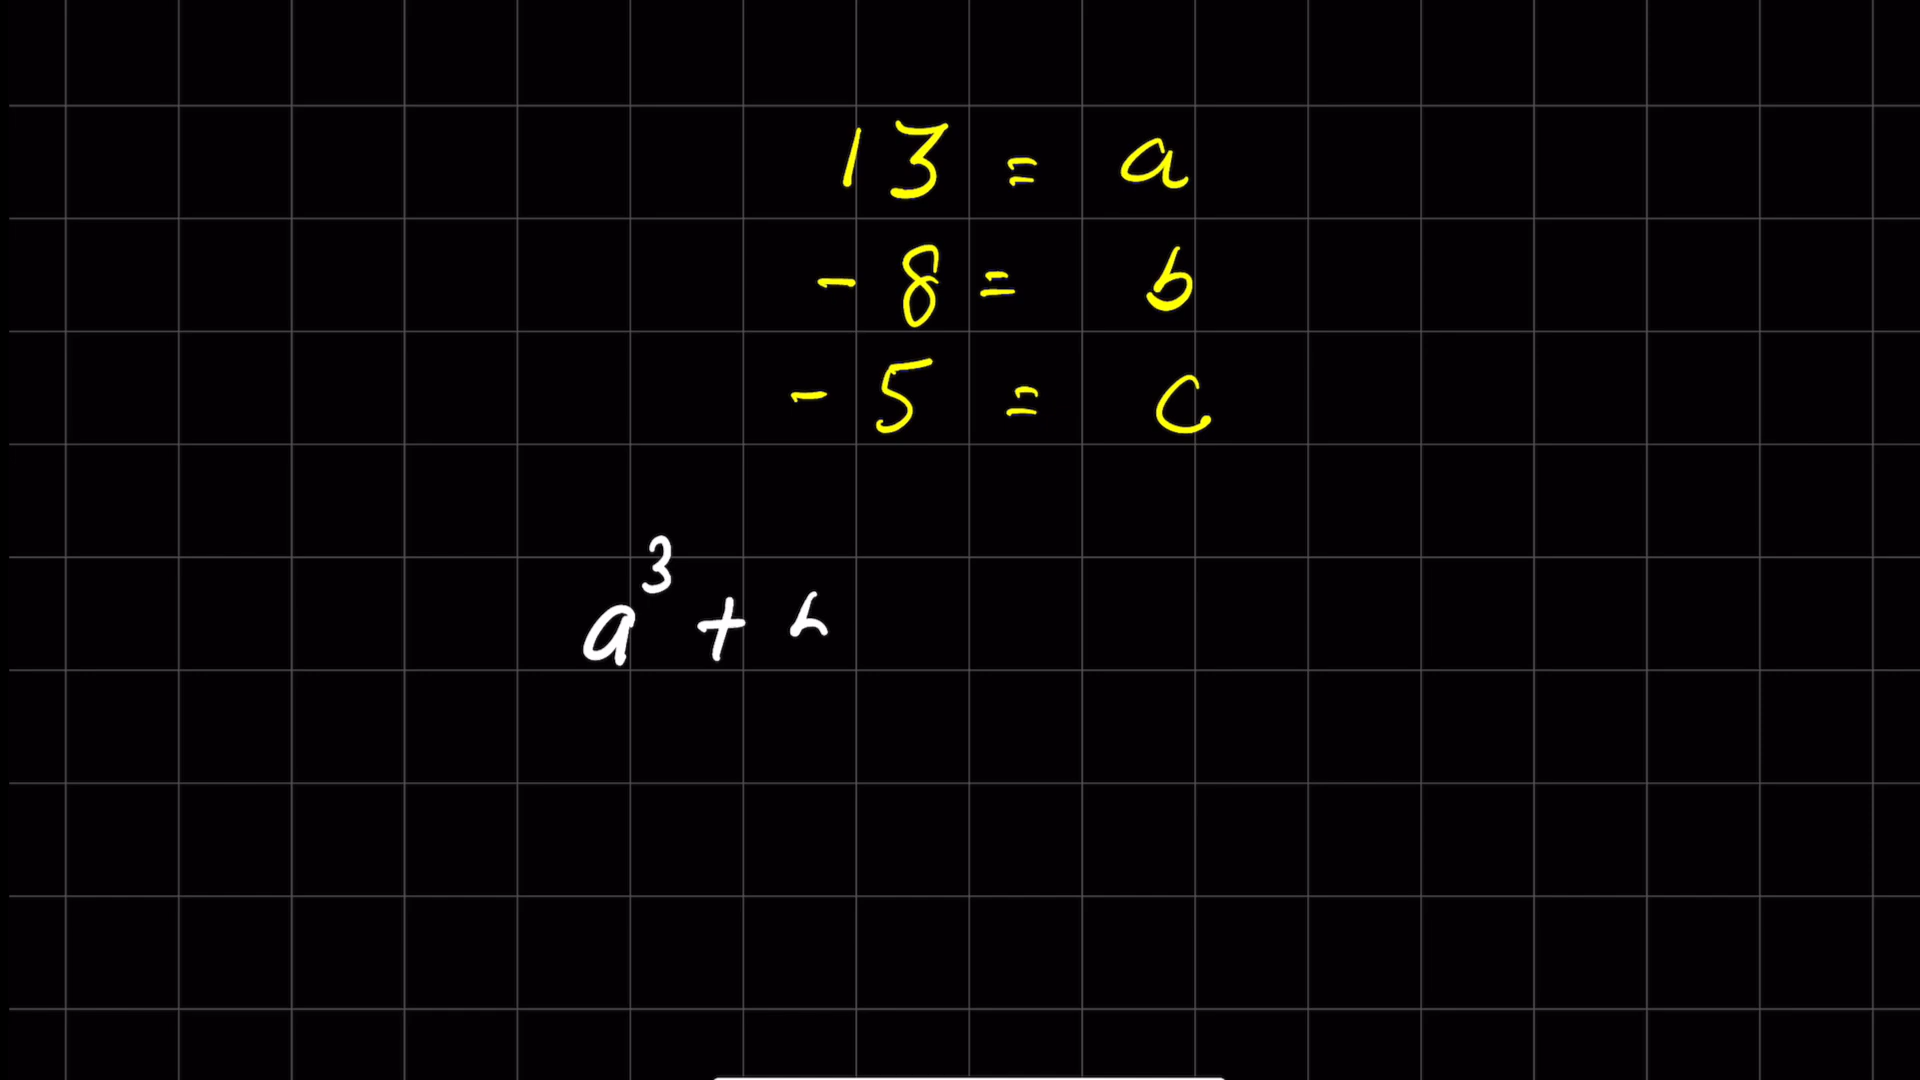 13 = a
- 8 = b
- 5 = c
a³ +